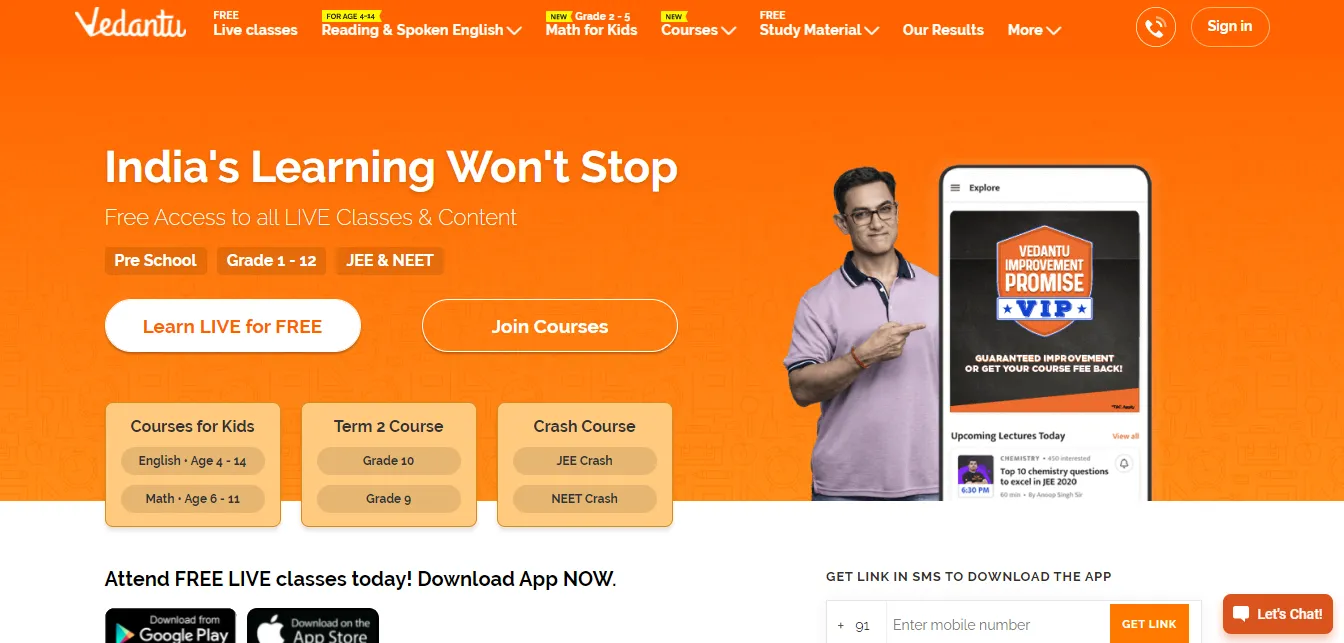 Vedantu
FREE
Live classes
FOR AGE 4-14
Reading & Spoken English
NEW Grade 2 - 5
Math for Kids
NEW
Courses
FREE
Study Material
Our Results
More
Sign in
India's Learning Won't Stop
Free Access to all LIVE Classes & Content
Pre School
Grade 1 - 12
JEE & NEET
Learn LIVE for FREE
Join Courses
Courses for Kids
English • Age 4 - 14
Math • Age 6 - 11
Term 2 Course
Grade 10
Grade 9
Crash Course
JEE Crash
NEET Crash
Explore
VEDANTU
IMPROVEMENT
PROMISE
VIP
GUARANTEED IMPROVEMENT
OR GET YOUR COURSE FEE BACK!
Upcoming Lectures Today
View all
CHEMISTRY • 450 interested
Top 10 chemistry questions
to excel in JEE 2020
6:30 PM
60 min • By Anoop Singh Sir
Attend FREE LIVE classes today! Download App NOW.
Download from
Google Play
Download on the
App Store
GET LINK IN SMS TO DOWNLOAD THE APP
+ 91
Enter mobile number
GET LINK
Let's Chat!